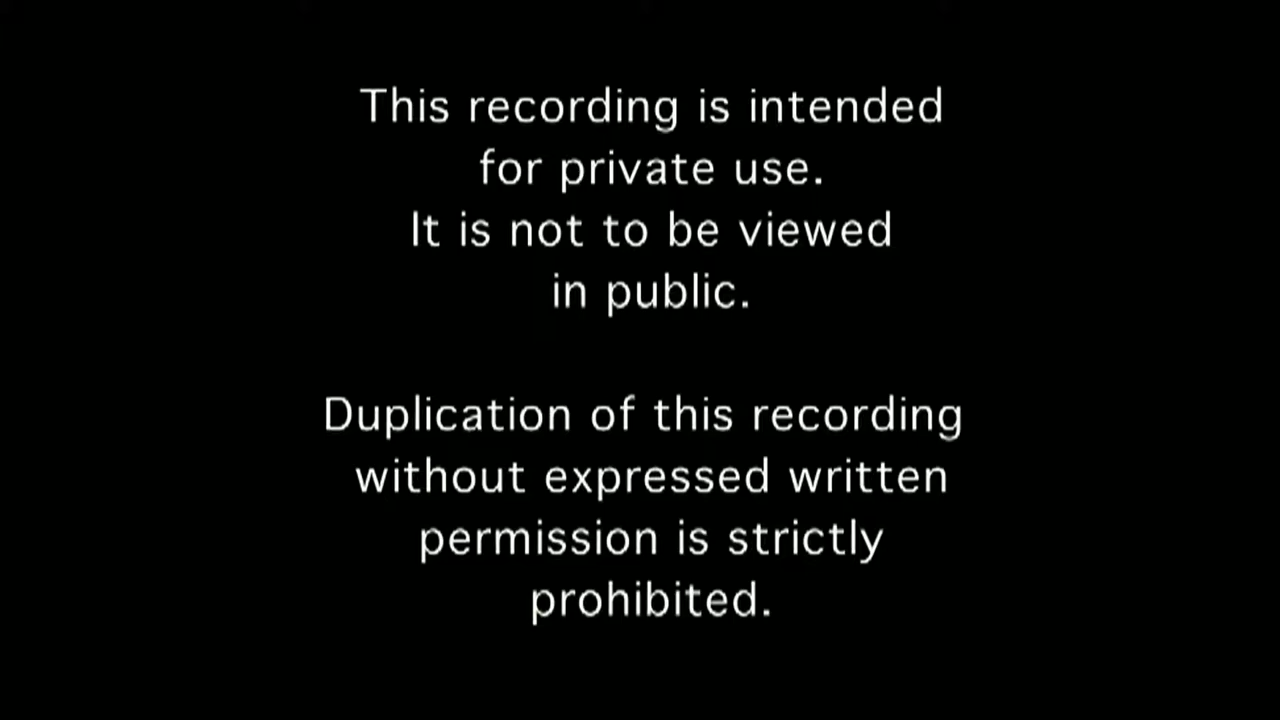 This recording is intended
for private use.
It is not to be viewed
in public.
Duplication of this recording
without expressed written
permission is strictly
prohibited.